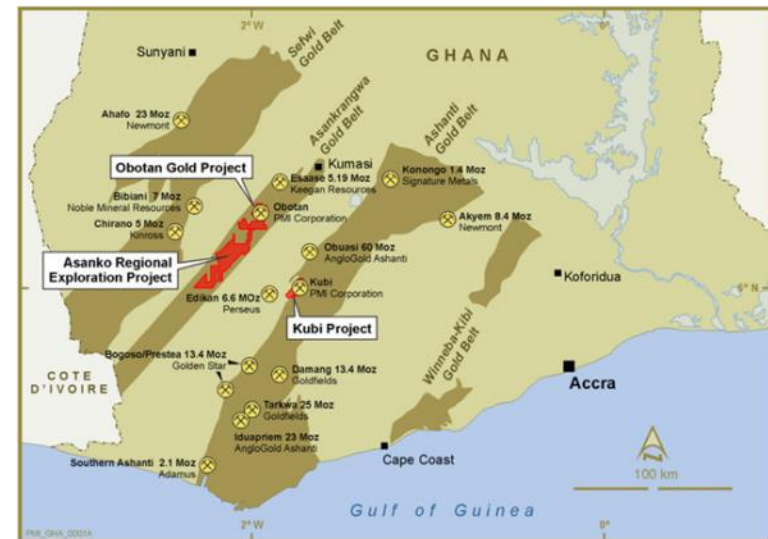 2° W
0°
Sunyani
Sefwi
Gold Belt
GHANA
Asankrangwa
Gold Belt
Ashanti
Gold Belt
Ahafo 23 Moz
Newmont
Obotan Gold Project
Kumasi
Esaase 5.19 Moz
Keegan Resources
Konongo 1.4 Moz
Signature Metals
Bibiani 7 Moz
Noble Mineral Resources
Obotan
PMI Corporation
Akyem 8.4 Moz
Newmont
Chirano 5 Moz
Kinross
Obuasi 60 Moz
AngloGold Ashanti
Asanko Regional
Exploration Project
Koforidua
Kubi
PMI Corporation
Edikan 6.6 MOz
Perseus
Kubi Project
Winneba-Kibi
Gold Belt
Bogoso/Prestea 13.4 Moz
Golden Star
COTE
D'IVOIRE
Damang 13.4 Moz
Goldfields
Accra
Tarkwa 25 Moz
Goldfields
Iduapriem 23 Moz
AngloGold Ashanti
Southern Ashanti 2.1 Moz
Adamus
Cape Coast
N
100 km
Gulf of Guinea
2° W
0°
PMI_GHA_0001A